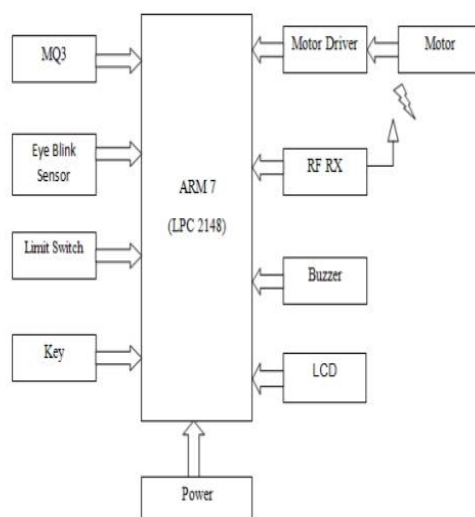 MQ3
Motor Driver
Motor
Eye Blink
Sensor
ARM 7
(LPC 2148)
RF RX
Limit Switch
Buzzer
Key
LCD
Power